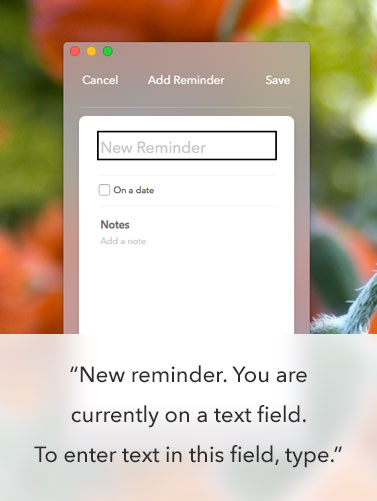 Cancel Add Reminder Save
New Reminder
On a date
Notes
Add a note
“New reminder. You are
currently on a text field.
To enter text in this field, type.”